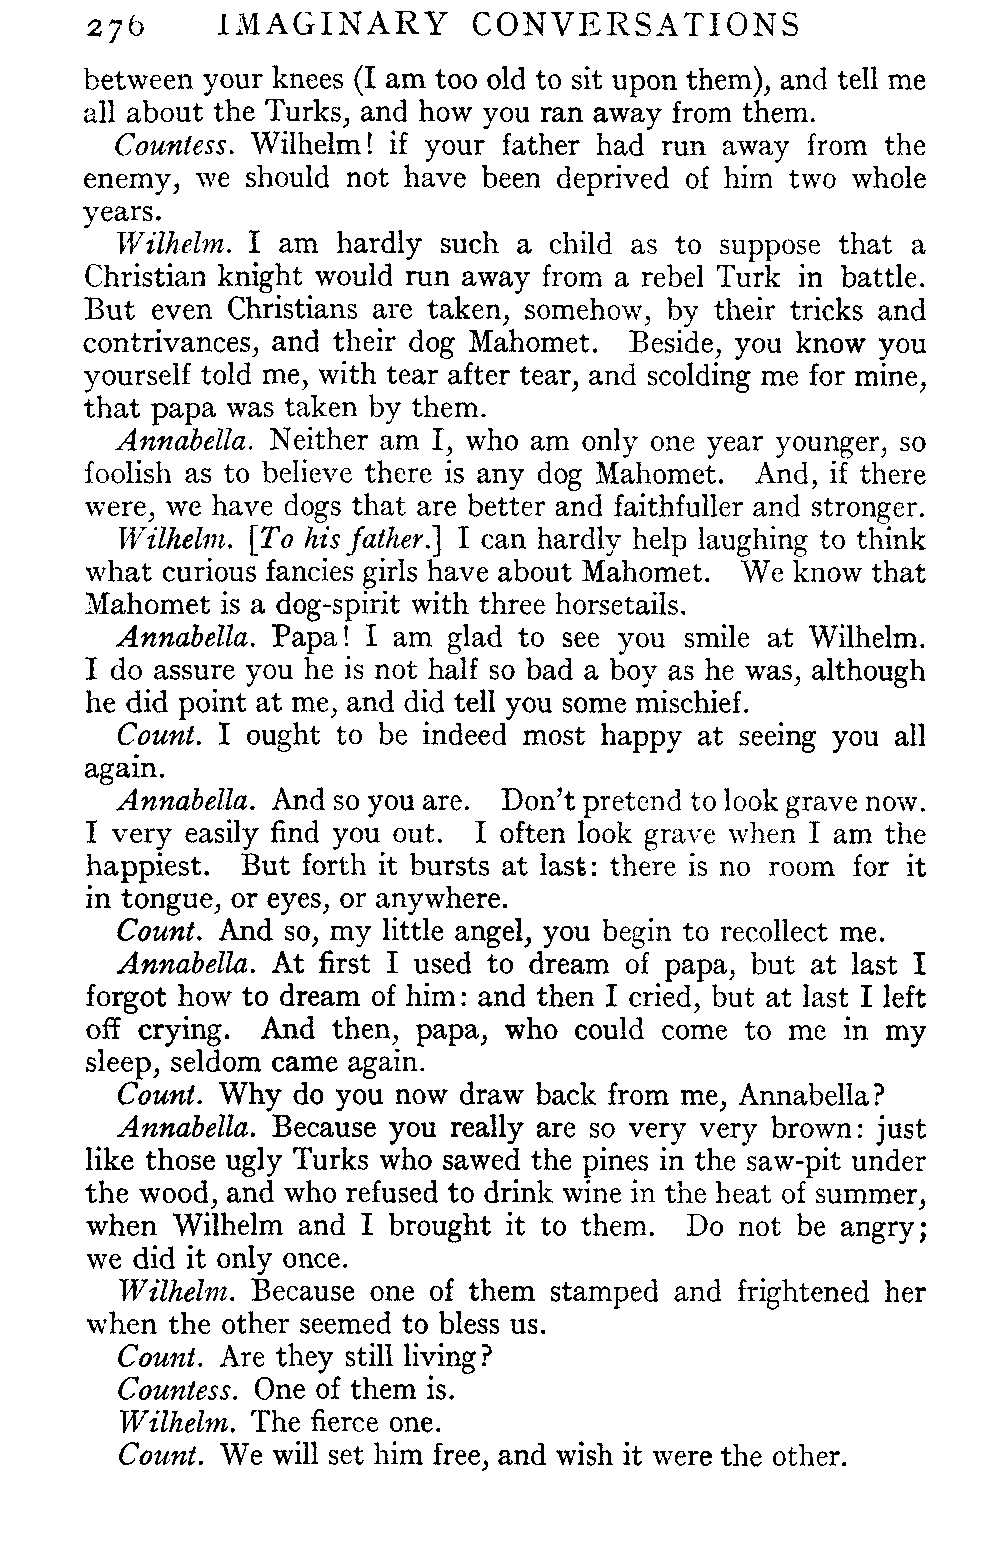 276 IMAGINARY CONVERSATIONS
between your knees (I am too old to sit upon them), and tell me
all about the Turks, and how you ran away from them.
Countess. Wilhelm! if your father had run away from the
enemy, we should not have been deprived of him two whole
years.
Wilhelm. I am hardly such a child as to suppose that a
Christian knight would run away from a rebel Turk in battle.
But even Christians are taken, somehow, by their tricks and
contrivances, and their dog Mahomet. Beside, you know you
yourself told me, with tear after tear, and scolding me for mine,
that papa was taken by them.
Annabella. Neither am I, who am only one year younger, so
foolish as to believe there is any dog Mahomet. And, if there
were, we have dogs that are better and faithfuller and stronger.
Wilhelm. [To his father.] I can hardly help laughing to think
what curious fancies girls have about Mahomet. We know that
Mahomet is a dog-spirit with three horsetails.
Annabella. Papa! I am glad to see you smile at Wilhelm.
I do assure you he is not half so bad a boy as he was, although
he did point at me, and did tell you some mischief.
Count. I ought to be indeed most happy at seeing you all
again.
Annabella. And so you are. Don't pretend to look grave now.
I very easily find you out. I often look grave when I am the
happiest. But forth it bursts at last: there is no room for it
in tongue, or eyes, or anywhere.
Count. And so, my little angel, you begin to recollect me.
Annabella. At first I used to dream of papa, but at last I
forgot how to dream of him: and then I cried, but at last I left
off crying. And then, papa, who could come to me in my
sleep, seldom came again.
Count. Why do you now draw back from me, Annabella?
Annabella. Because you really are so very very brown: just
like those ugly Turks who sawed the pines in the saw-pit under
the wood, and who refused to drink wine in the heat of summer,
when Wilhelm and I brought it to them. Do not be angry;
we did it only once.
Wilhelm. Because one of them stamped and frightened her
when the other seemed to bless us.
Count. Are they still living?
Countess. One of them is.
Wilhelm. The fierce one.
Count. We will set him free, and wish it were the other.